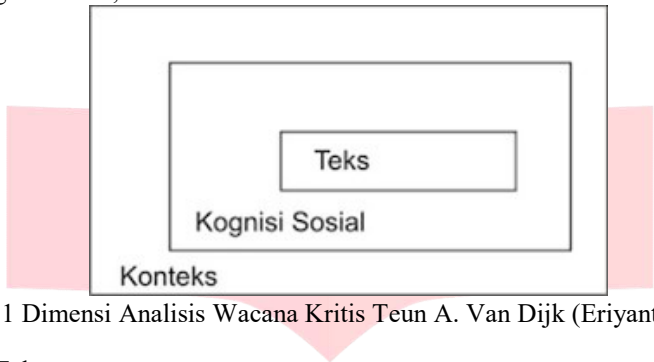 Teks
Kognisi Sosial
Konteks
1 Dimensi Analisis Wacana Kritis Teun A. Van Dijk (Eriyant